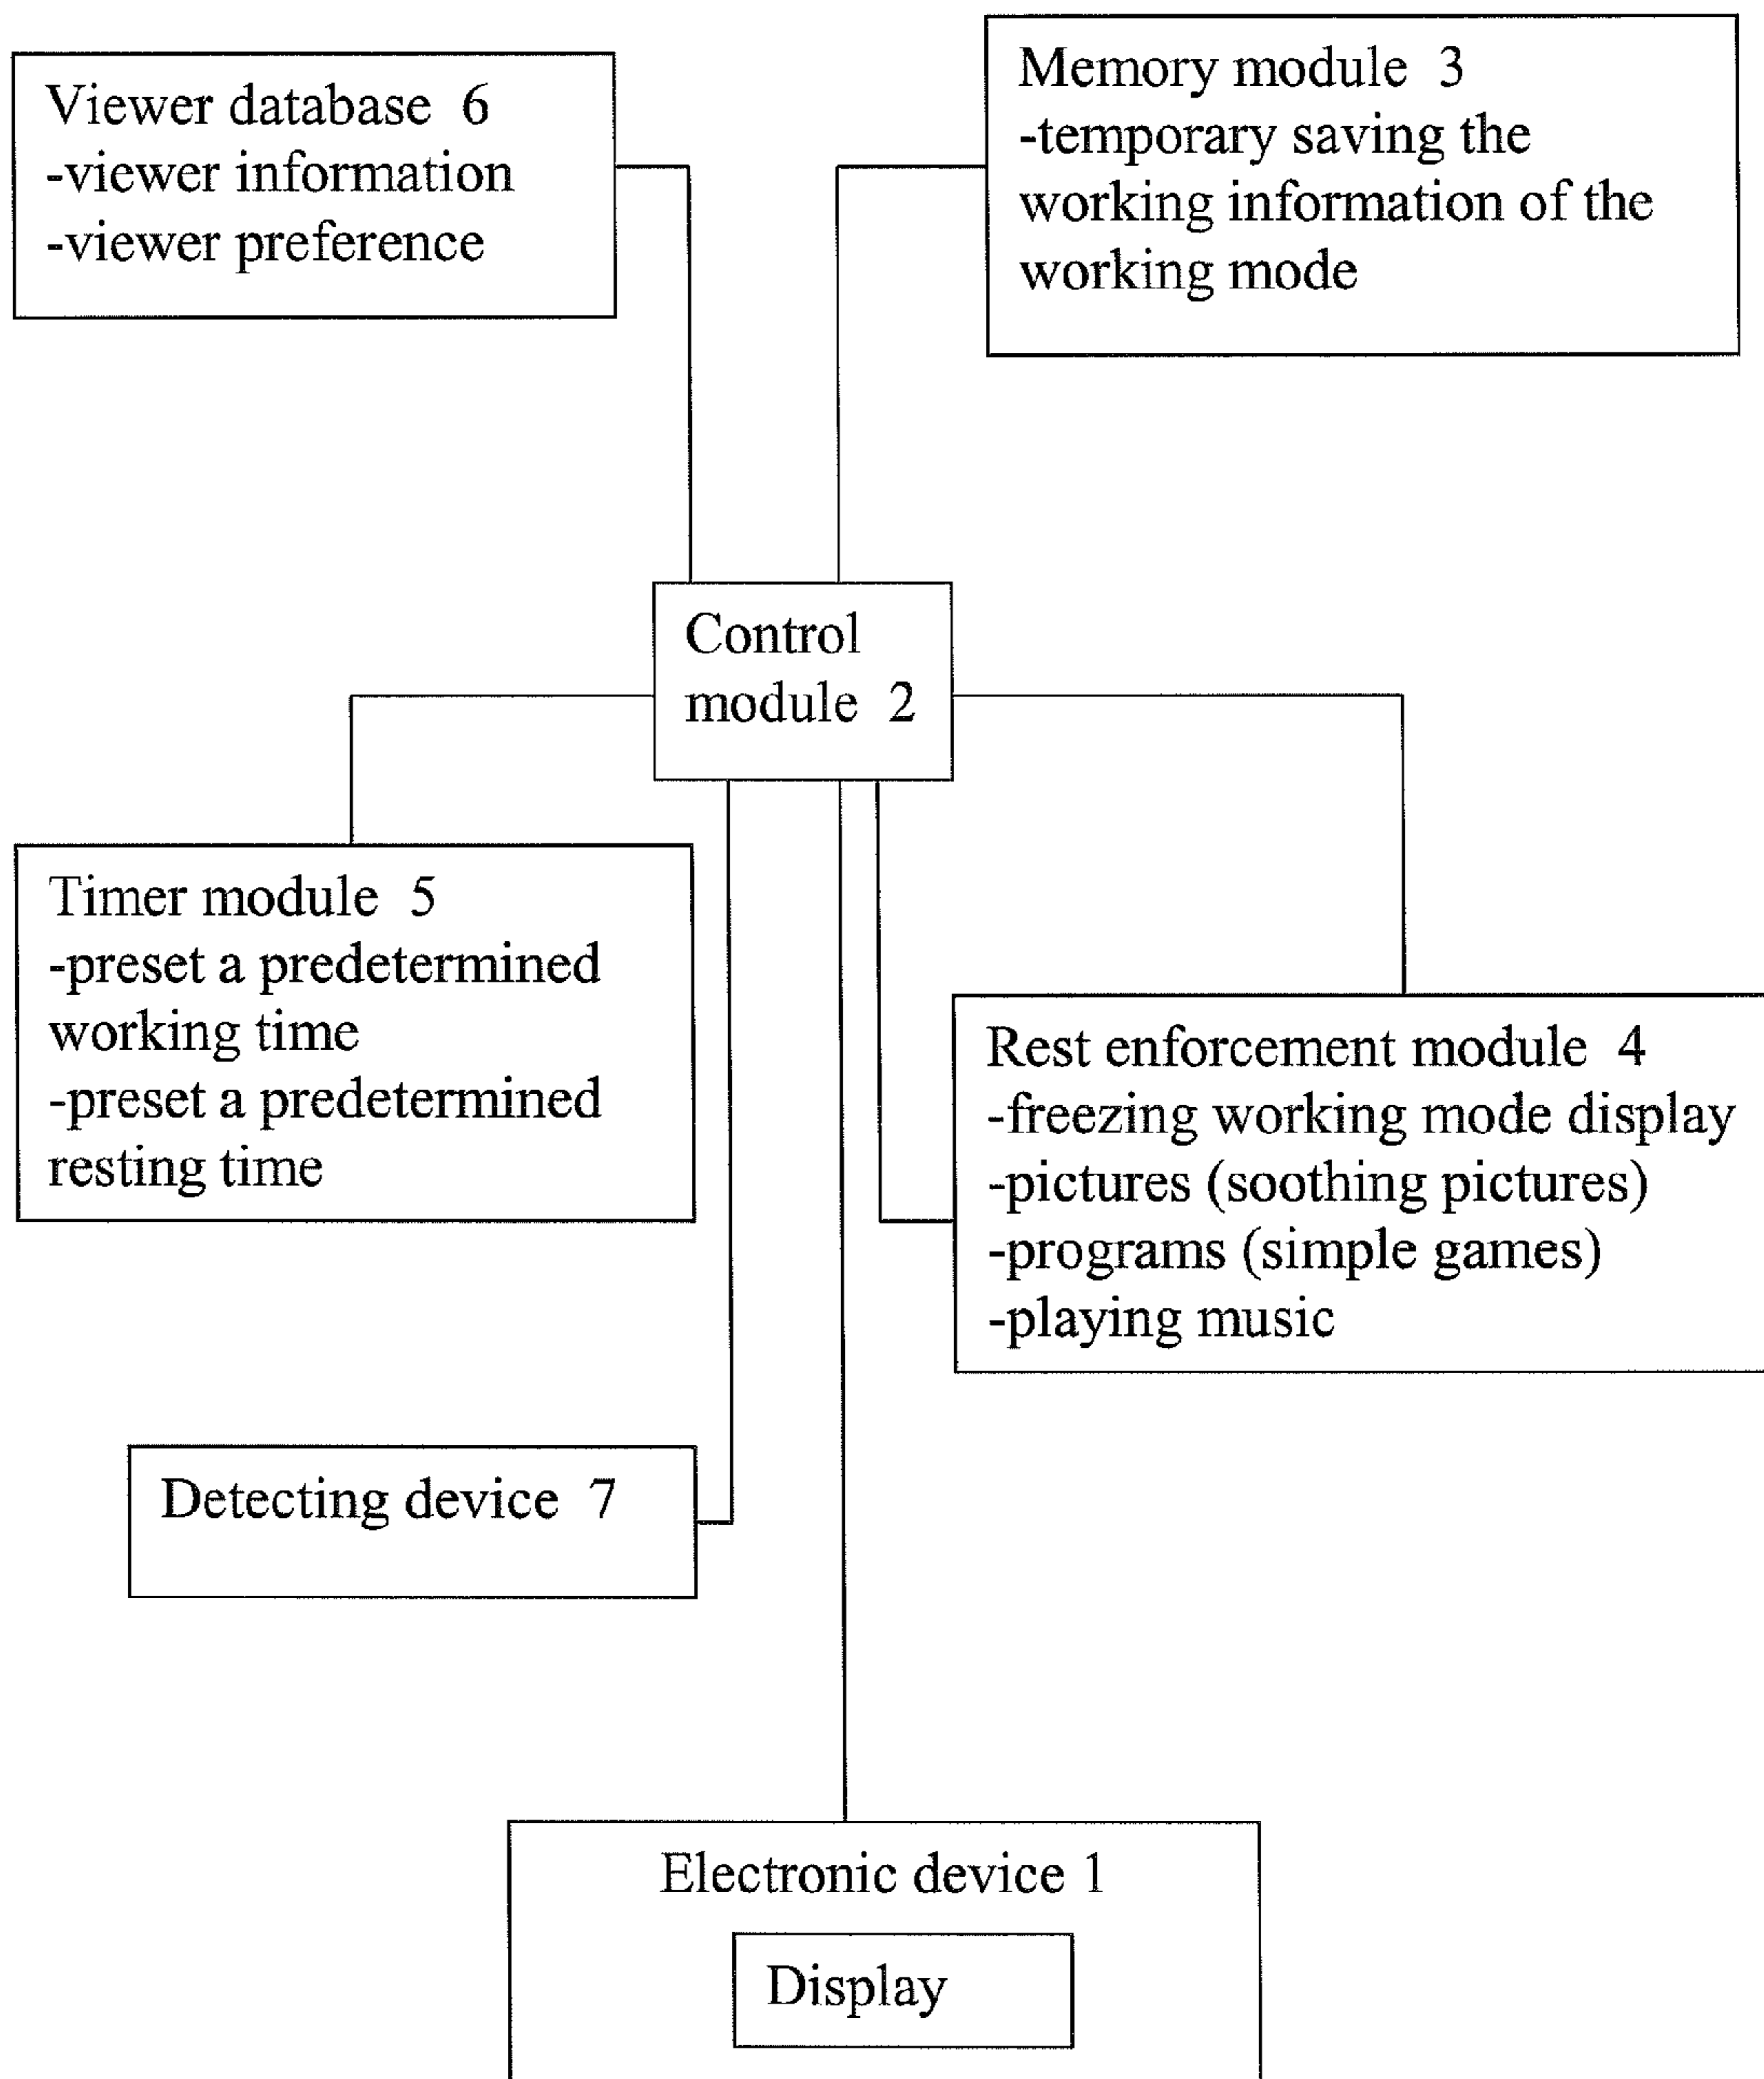 Viewer database 6
-viewer information
-viewer preference
Memory module 3
-temporary saving the
working information of the
working mode
Control
module 2
Timer module 5
-preset a predetermined
working time
-preset a predetermined
resting time
Rest enforcement module 4
-freezing working mode display
-pictures (soothing pictures)
-programs (simple games)
-playing music
Detecting device 7
Electronic device 1
Display